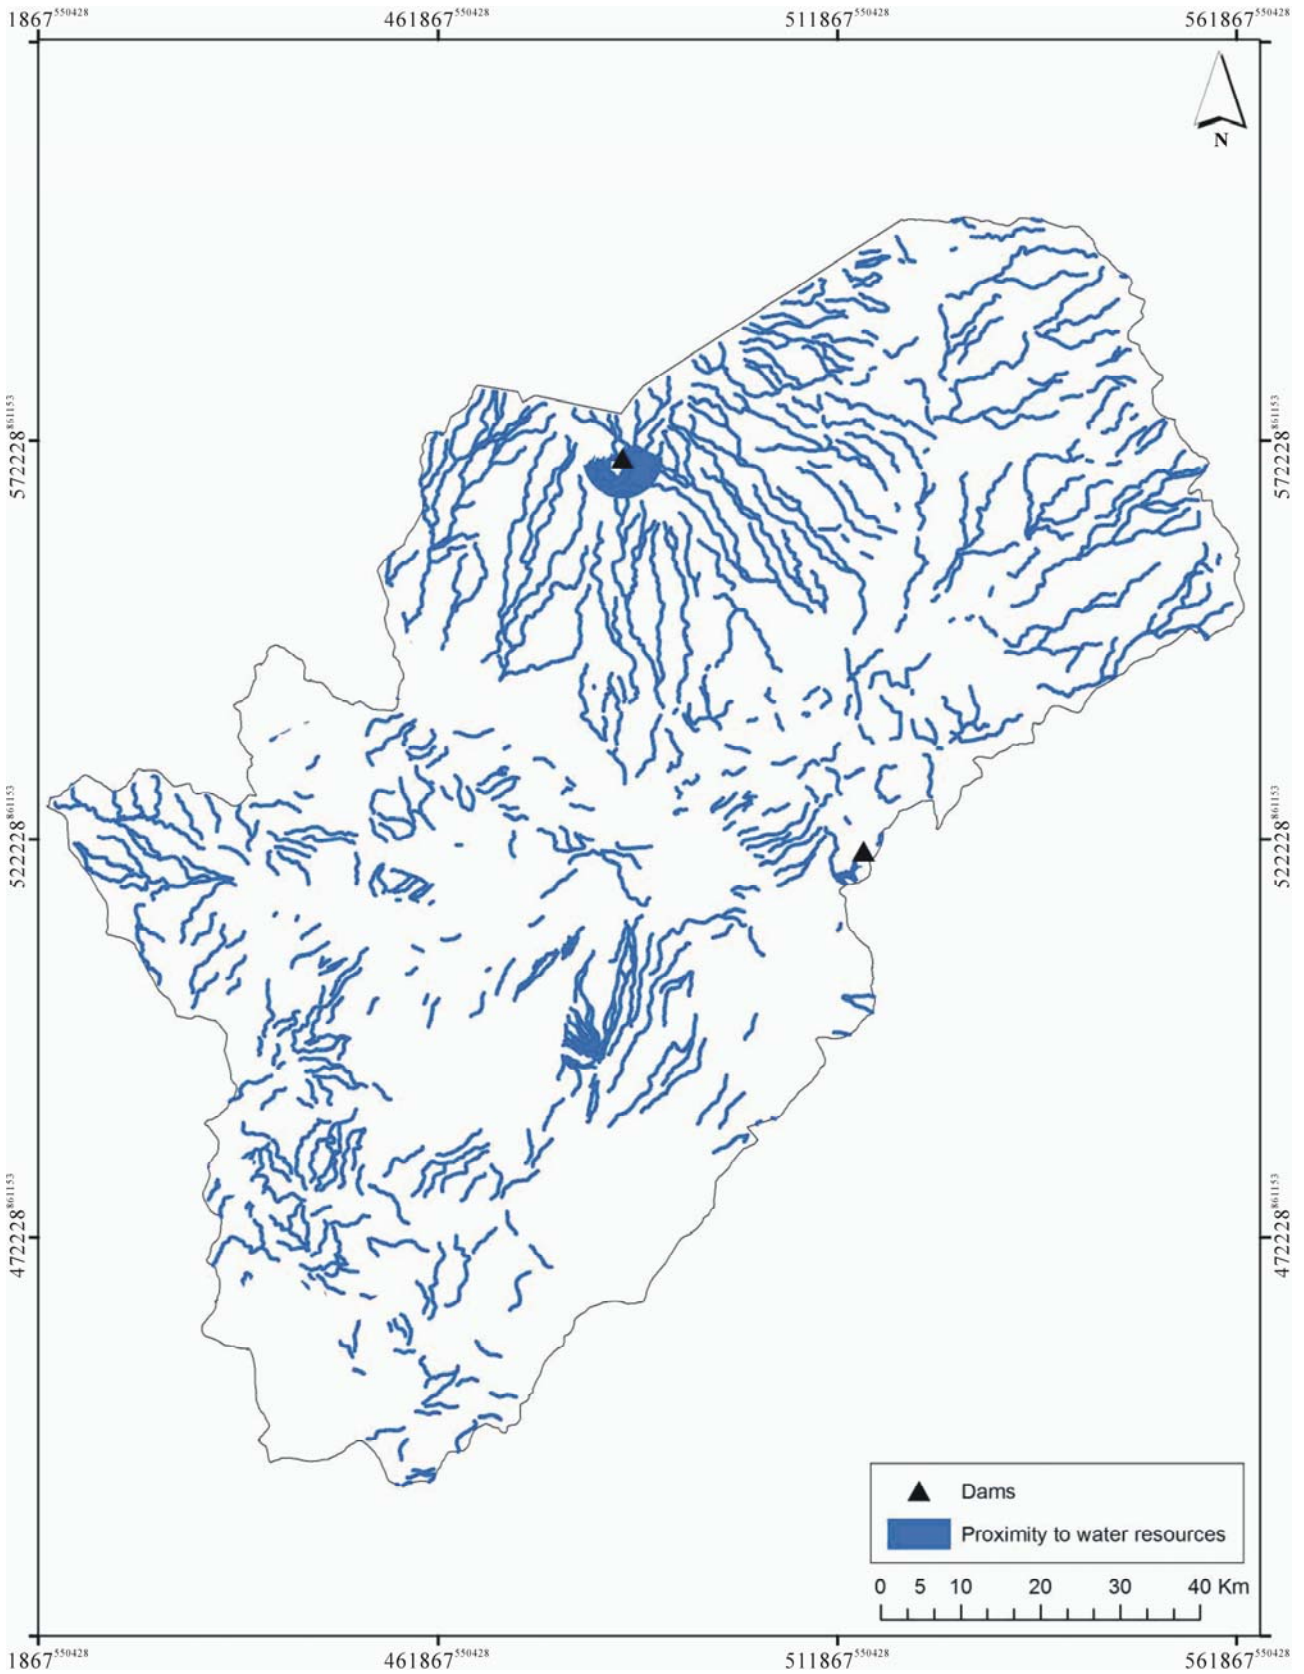 1867550428 461867550428 511867550428 561867550428
N
572228861153 572228861153
522228861153 522228861153
472228861153 472228861153
Dams
Proximity to water resources
0 5 10 20 30 40 Km
1867550428 461867550428 511867550428 561867550428